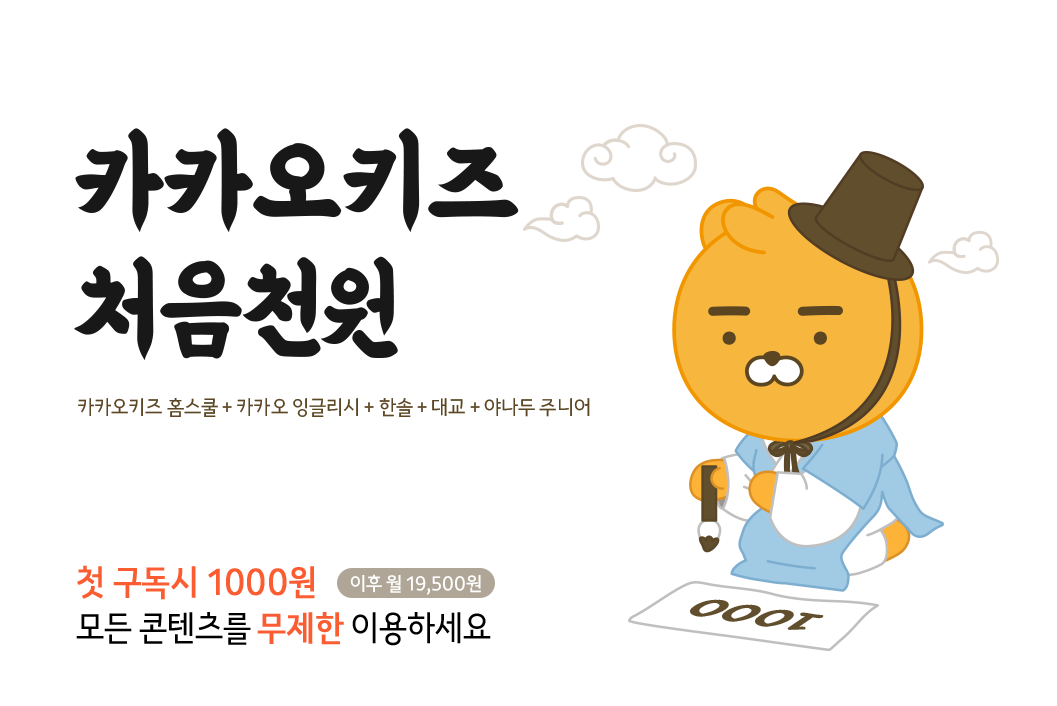 카카오키즈
처음천원
카카오키즈 홈스쿨 + 카카오 잉글리시 + 한솔 + 대교 + 야나두 주니어
첫 구독시 1000원 이후 월 19,500원
모든 콘텐츠를 무제한 이용하세요
1000